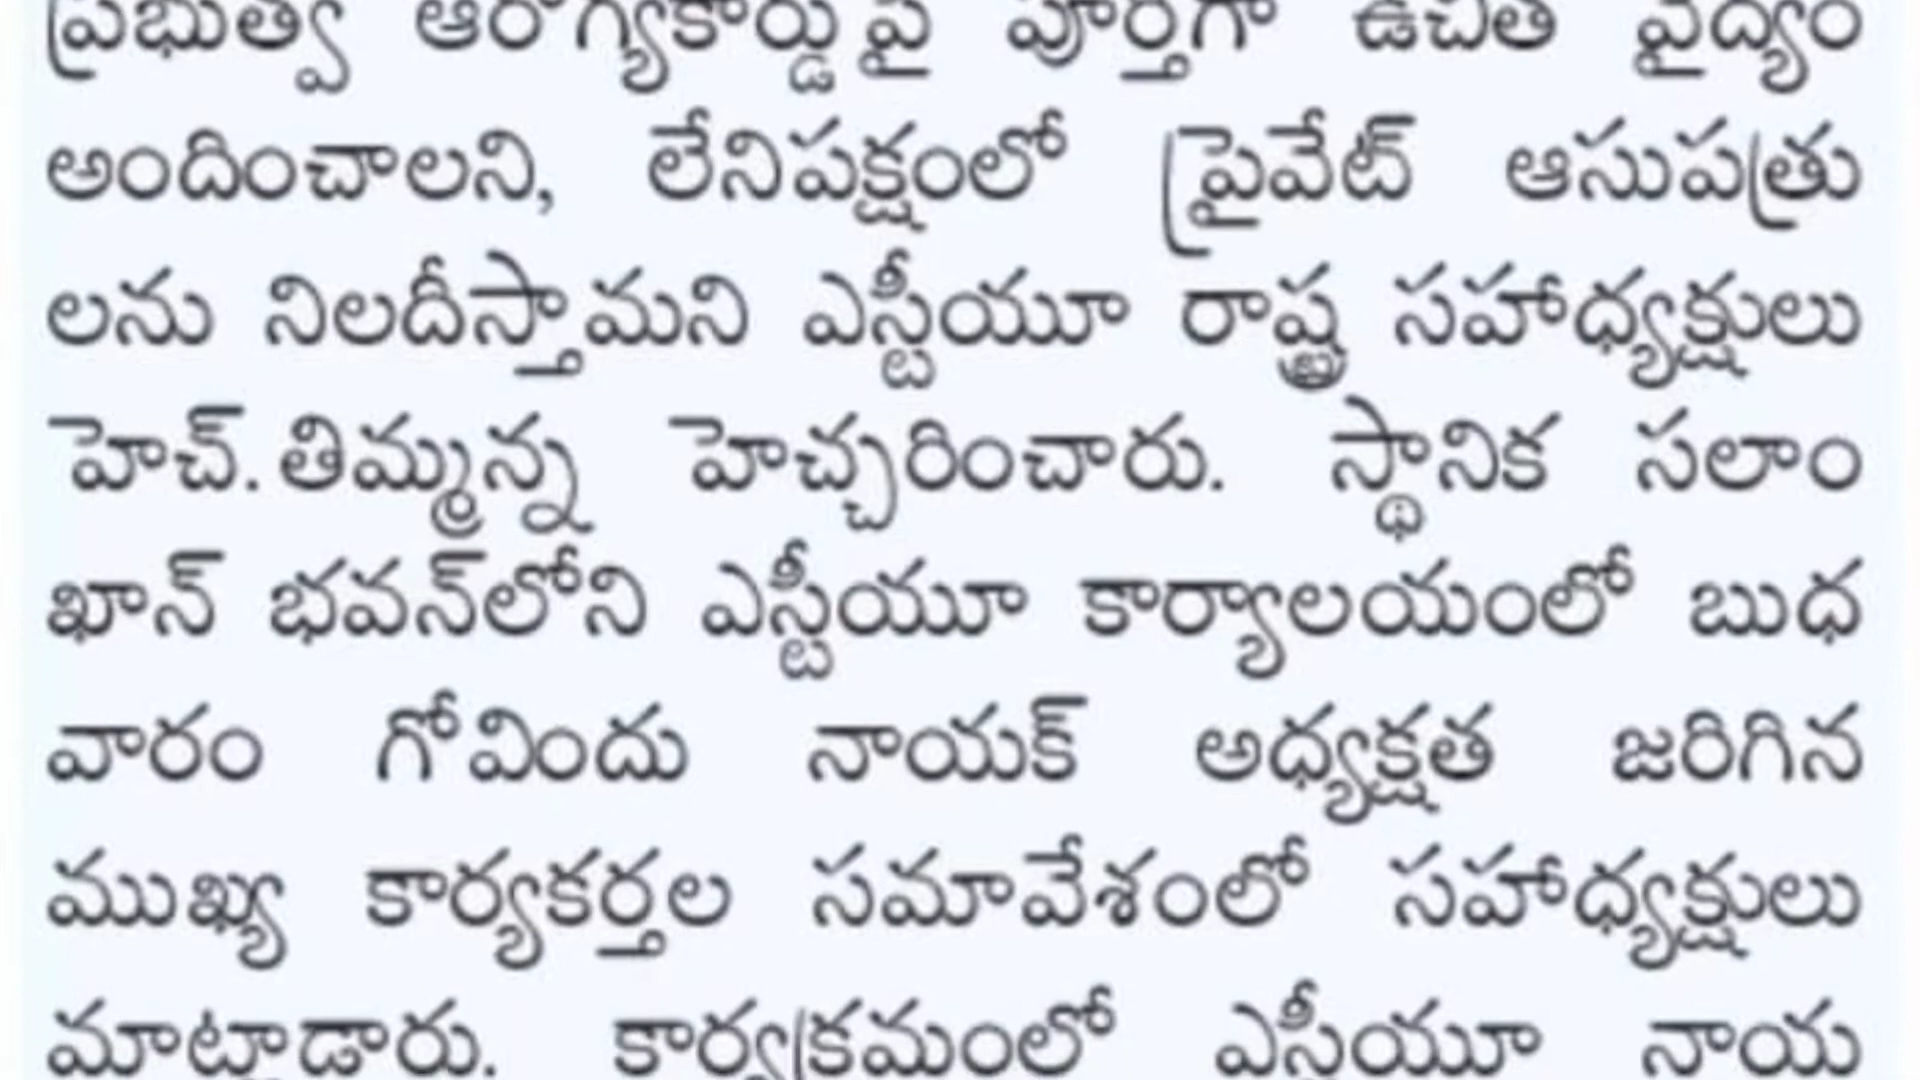 ప్రభుత్వ ఆరోగ్యకార్డుపై పూర్తిగా ఉచిత వైద్యం
అందించాలని, లేనిపక్షంలో ప్రైవేట్ ఆసుపత్రు
లను నిలదీస్తామని ఎస్టీయూ రాష్ట్ర సహాధ్యక్షులు
హెచ్.తిమ్మన్న హెచ్చరించారు. స్థానిక సలాం
ఖాన్ భవన్‌లోని ఎస్టీయూ కార్యాలయంలో బుధ
వారం గోవిందు నాయక్ అధ్యక్షత జరిగిన
ముఖ్య కార్యకర్తల సమావేశంలో సహాధ్యక్షులు
మాట్లాడారు. కార్యక్రమంలో ఎస్టీయూ నాయ